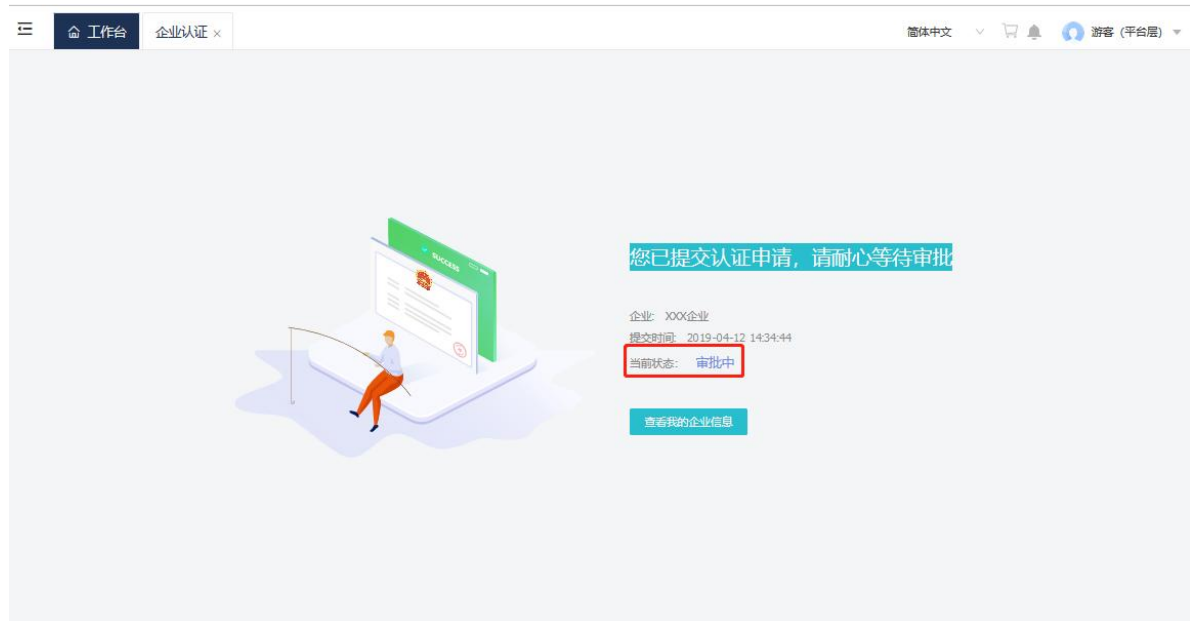 工作台
企业认证 ×
简体中文
游客 (平台层)
SUCCESS
您已提交认证申请，请耐心等待审批
企业: XXX企业
提交时间: 2019-04-12 14:34:44
当前状态: 审批中
查看我的企业信息